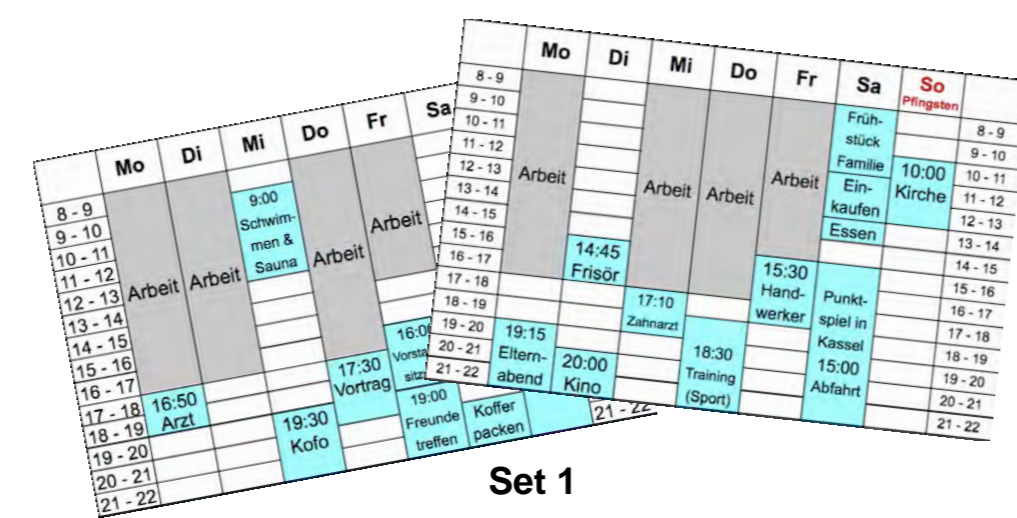 Mo Di Mi Do Fr Sa
8 - 9
9 - 10
10 - 11
11 - 12
12 - 13
13 - 14
14 - 15
15 - 16
16 - 17
17 - 18
18 - 19
19 - 20
20 - 21
21 - 22
Arbeit
16:50
Arzt
Arbeit
9:00
Schwim-
men &
Sauna
Arbeit
19:30
Kofo
Arbeit
17:30
Vortrag
19:00
Freunde
treffen
Koffer
packen
21 - 22
Mo Di Mi Do Fr Sa So
Pfingsten
8 - 9
9 - 10
10 - 11
11 - 12
12 - 13
13 - 14
14 - 15
15 - 16
16 - 17
17 - 18
18 - 19
19 - 20
20 - 21
21 - 22
Arbeit
19:15
Eltern-
abend
14:45
Frisör
20:00
Kino
Arbeit
17:10
Zahnarzt
Arbeit
18:30
Training
(Sport)
Arbeit
15:30
Hand-
werker
Früh-
stück
Familie
Ein-
kaufen
Essen
Punkt-
spiel in
Kassel
15:00
Abfahrt
10:00
Kirche
8 - 9
9 - 10
10 - 11
11 - 12
12 - 13
13 - 14
14 - 15
15 - 16
16 - 17
17 - 18
18 - 19
19 - 20
20 - 21
21 - 22
Set 1